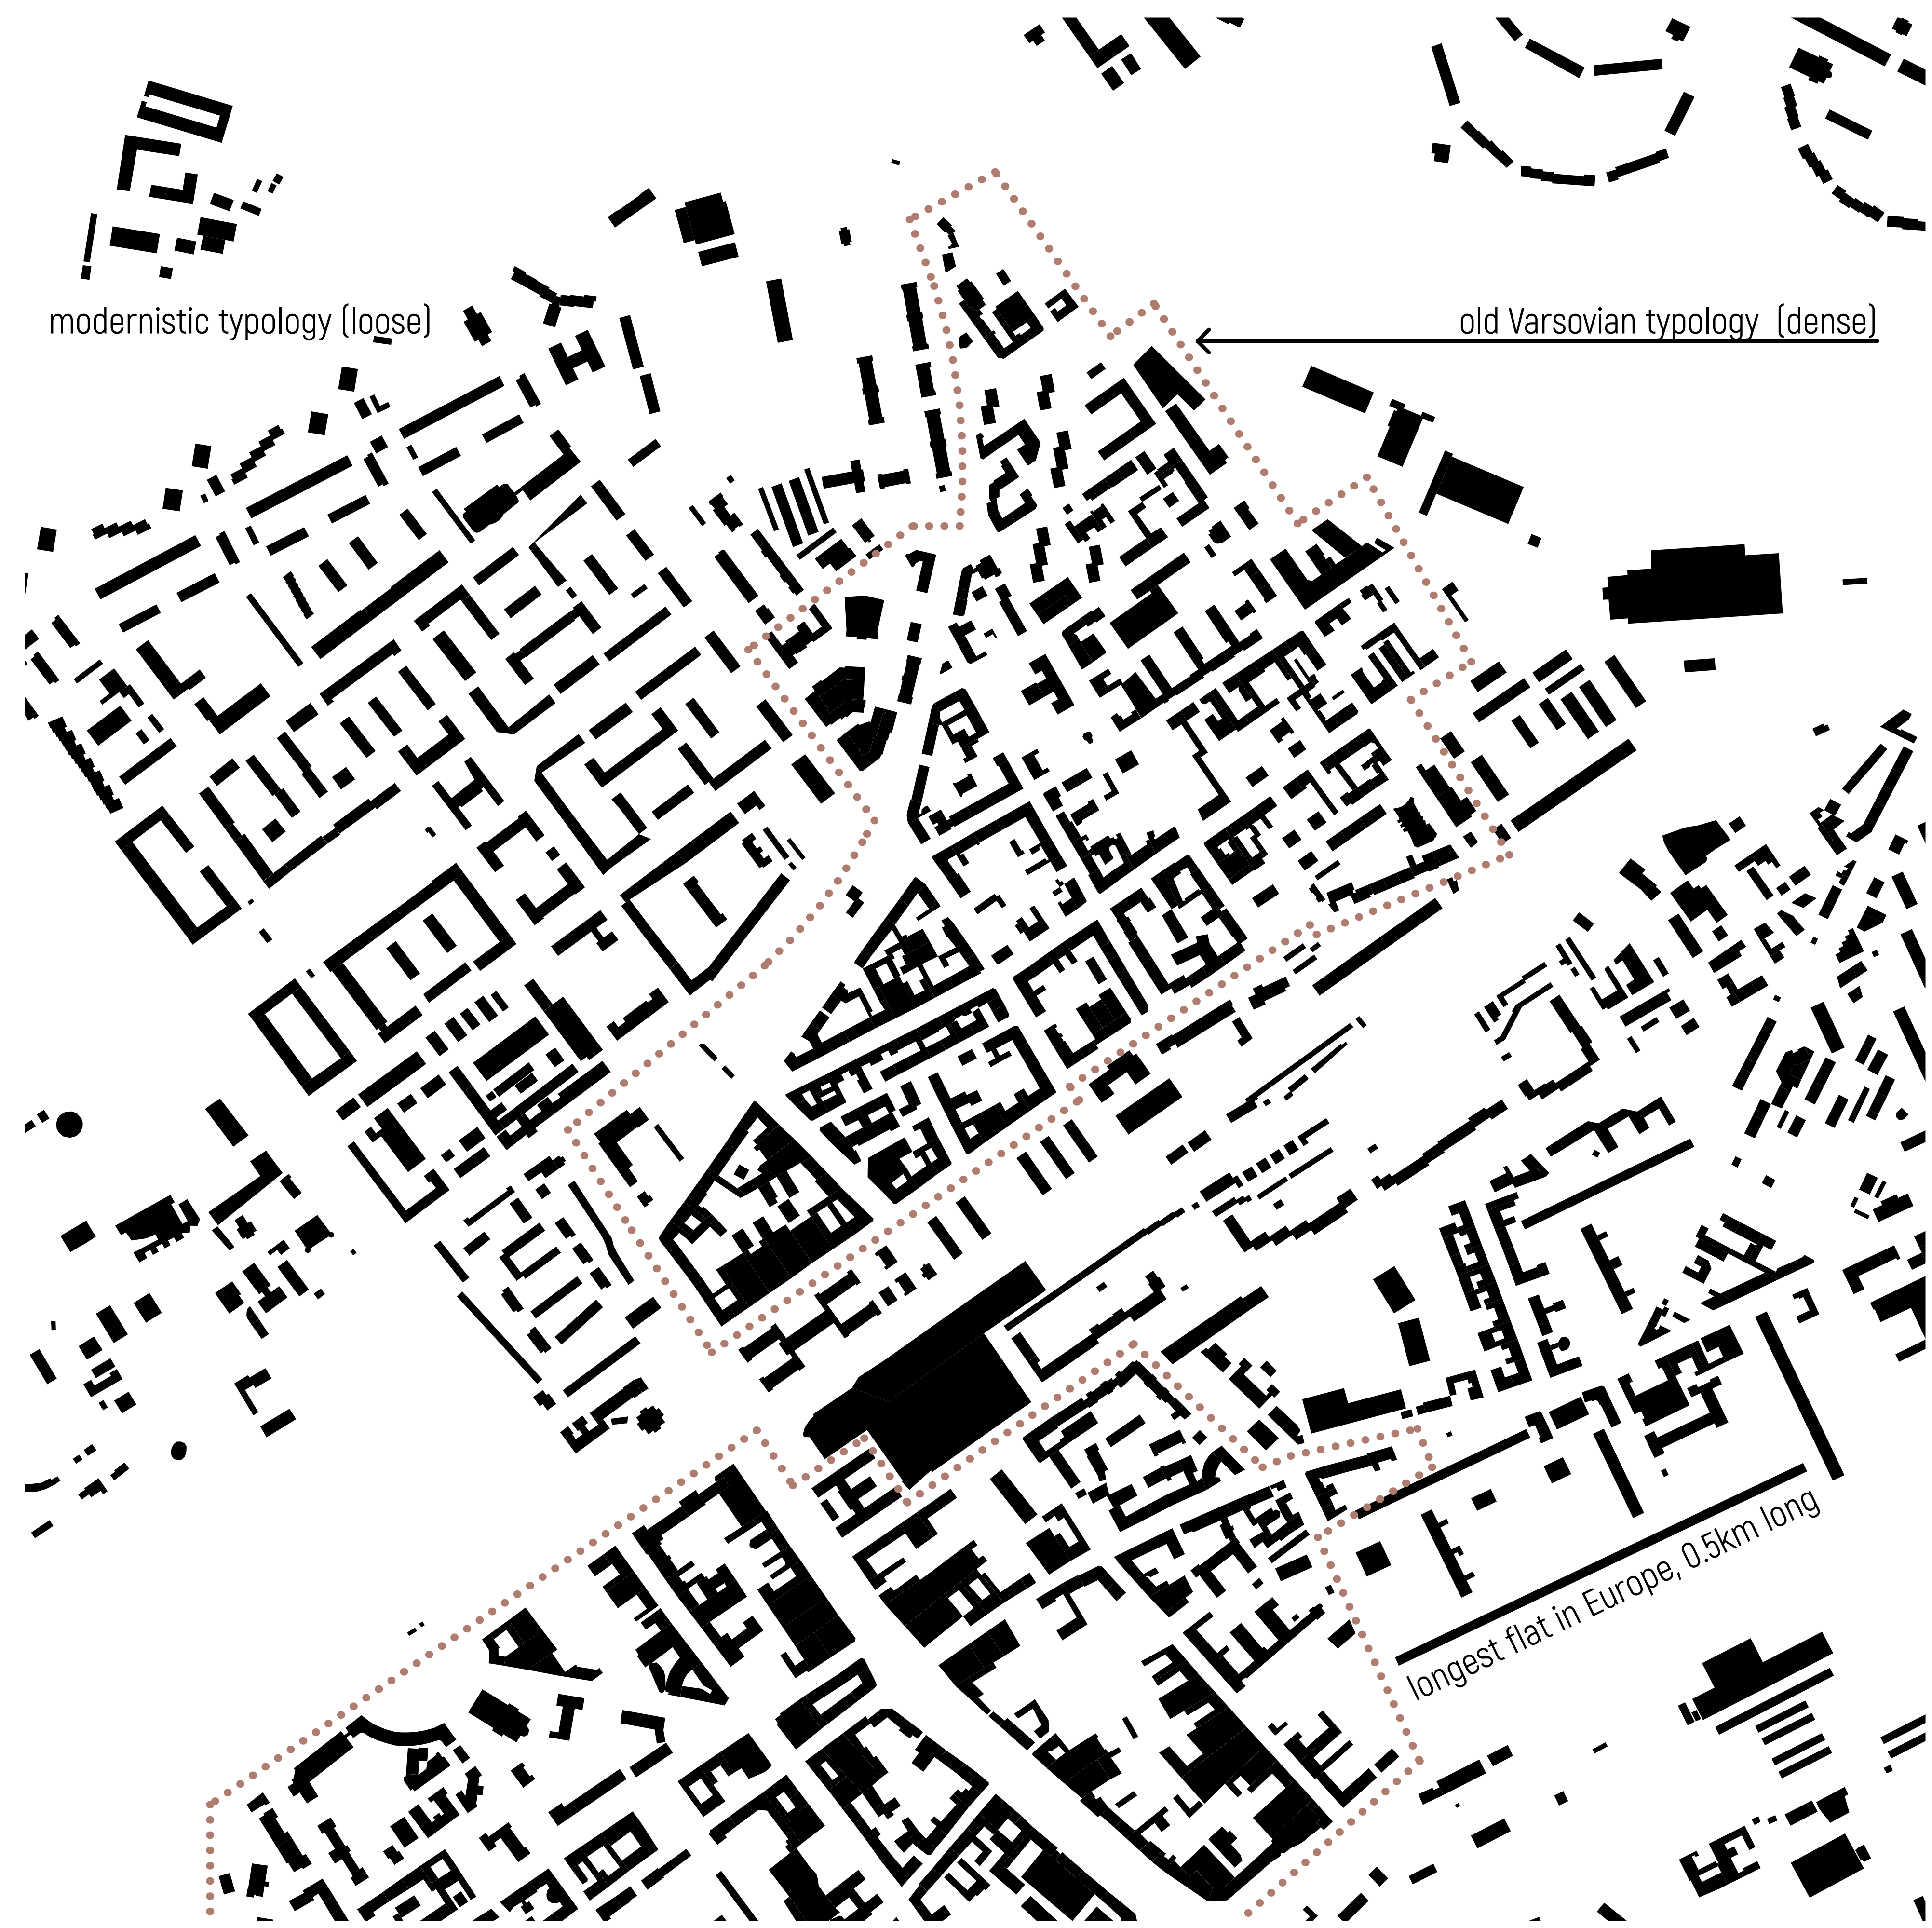 modernistic typology (loose)
old Varsovian typology (dense)
longest flat in Europe, 0.5km long